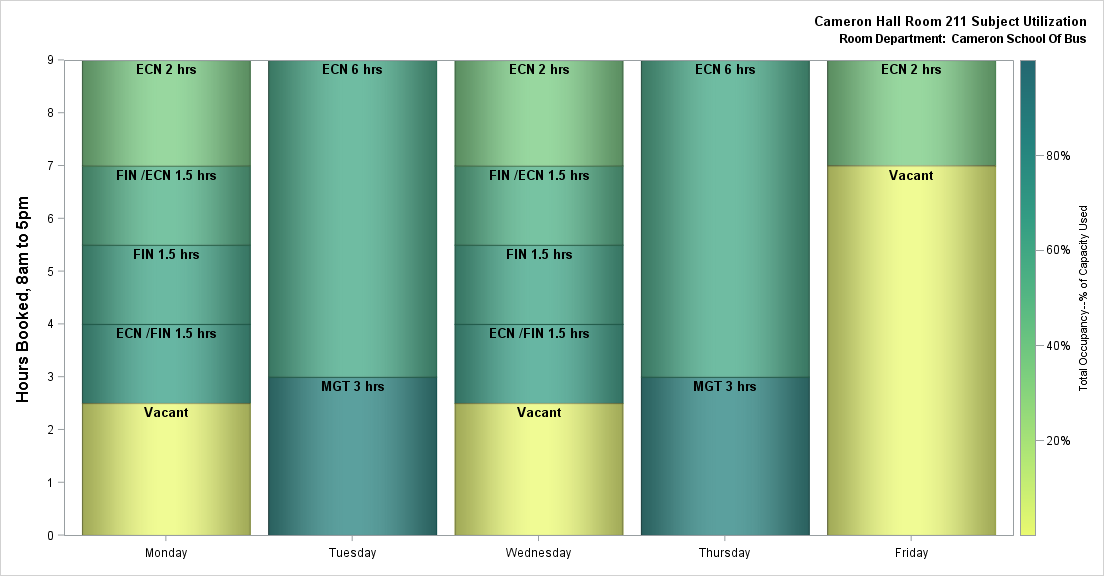 Cameron Hall Room 211 Subject Utilization
Room Department: Cameron School Of Bus
Hours Booked, 8am to 5pm
9
8
7
6
5
4
3
2
1
0
ECN 2 hrs
FIN /ECN 1.5 hrs
FIN 1.5 hrs
ECN /FIN 1.5 hrs
Vacant
ECN 6 hrs
MGT 3 hrs
ECN 2 hrs
FIN /ECN 1.5 hrs
FIN 1.5 hrs
ECN /FIN 1.5 hrs
Vacant
ECN 6 hrs
MGT 3 hrs
ECN 2 hrs
Vacant
Monday
Tuesday
Wednesday
Thursday
Friday
80%
60%
40%
20%
Total Occupancy--% of Capacity Used